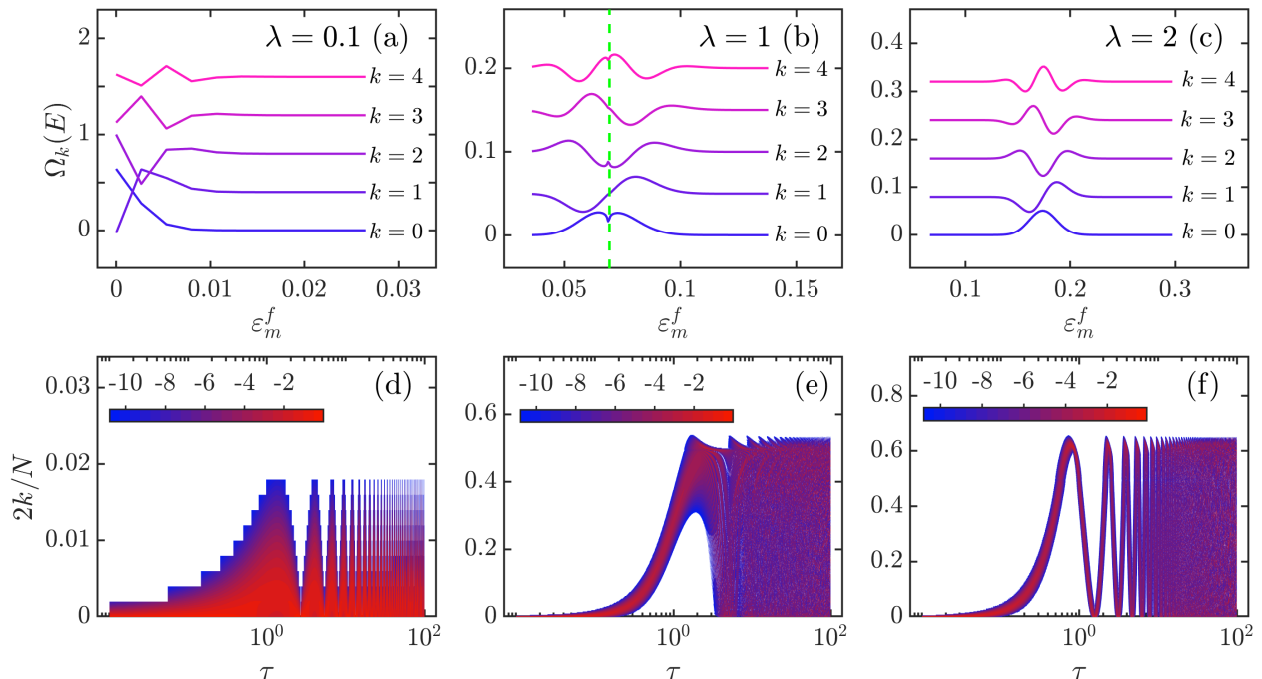 λ = 0.1 (a)
2
1
0
Ω_k(E)
k = 4
k = 3
k = 2
k = 1
k = 0
0 0.01 0.02 0.03
ε_m^f
λ = 1 (b)
0.2
0.1
0
k = 4
k = 3
k = 2
k = 1
k = 0
0.05 0.1 0.15
ε_m^f
λ = 2 (c)
0.4
0.3
0.2
0.1
0
k = 4
k = 3
k = 2
k = 1
k = 0
0.1 0.2 0.3
ε_m^f
(d)
-10 -8 -6 -4 -2
0.03
0.02
0.01
0
2k/N
10^0 10^2
τ
(e)
-10 -8 -6 -4 -2
0.6
0.4
0.2
0
10^0 10^2
τ
(f)
-10 -8 -6 -4 -2
0.8
0.6
0.4
0.2
0
10^0 10^2
τ